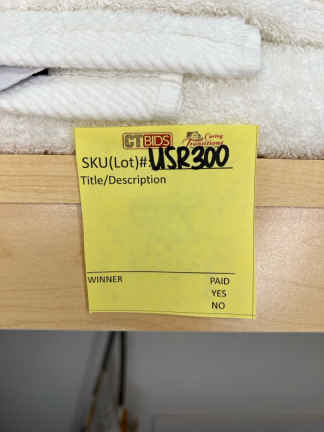 CTBIDS Caring Transitions
SKU(Lot)#: USR300
Title/Description
WINNER PAID
YES
NO